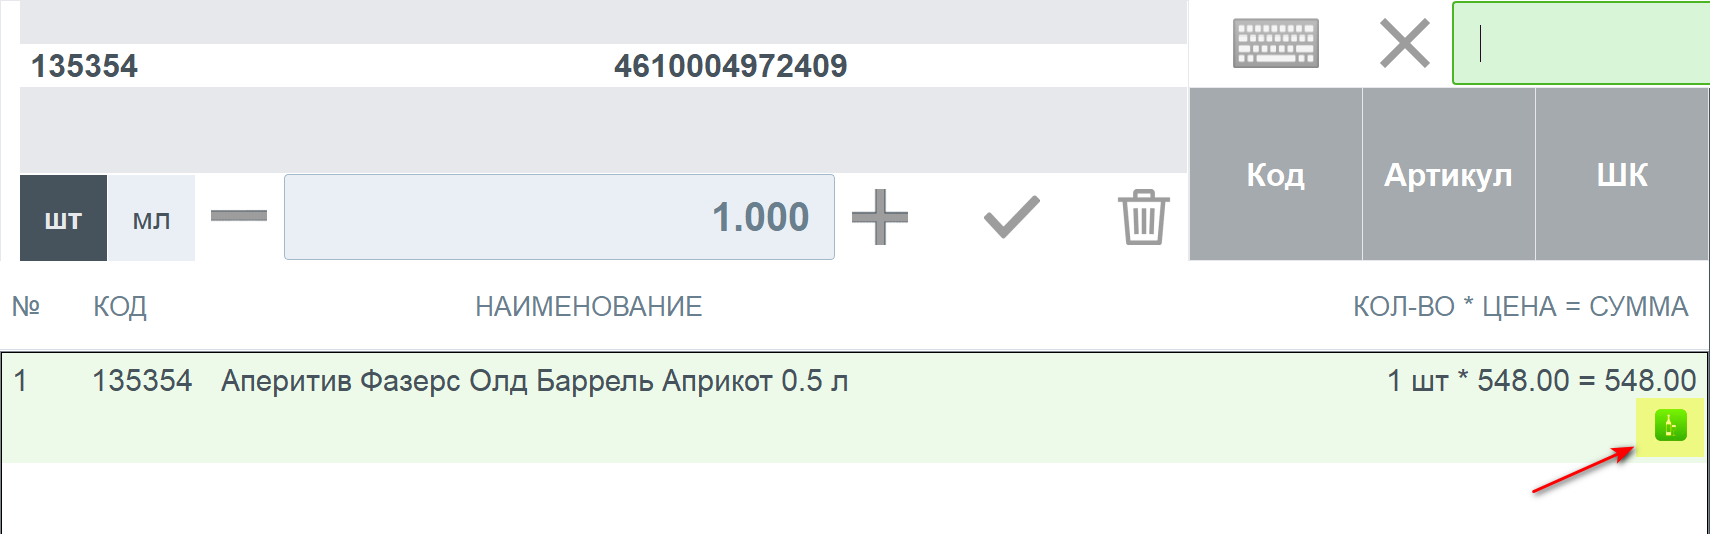 135354 4610004972409
Код Артикул ШК
шт мл 1.000
№ КОД НАИМЕНОВАНИЕ КОЛ-ВО * ЦЕНА = СУММА
1 135354 Аперитив Фазерс Олд Баррель Априкот 0.5 л 1 шт * 548.00 = 548.00